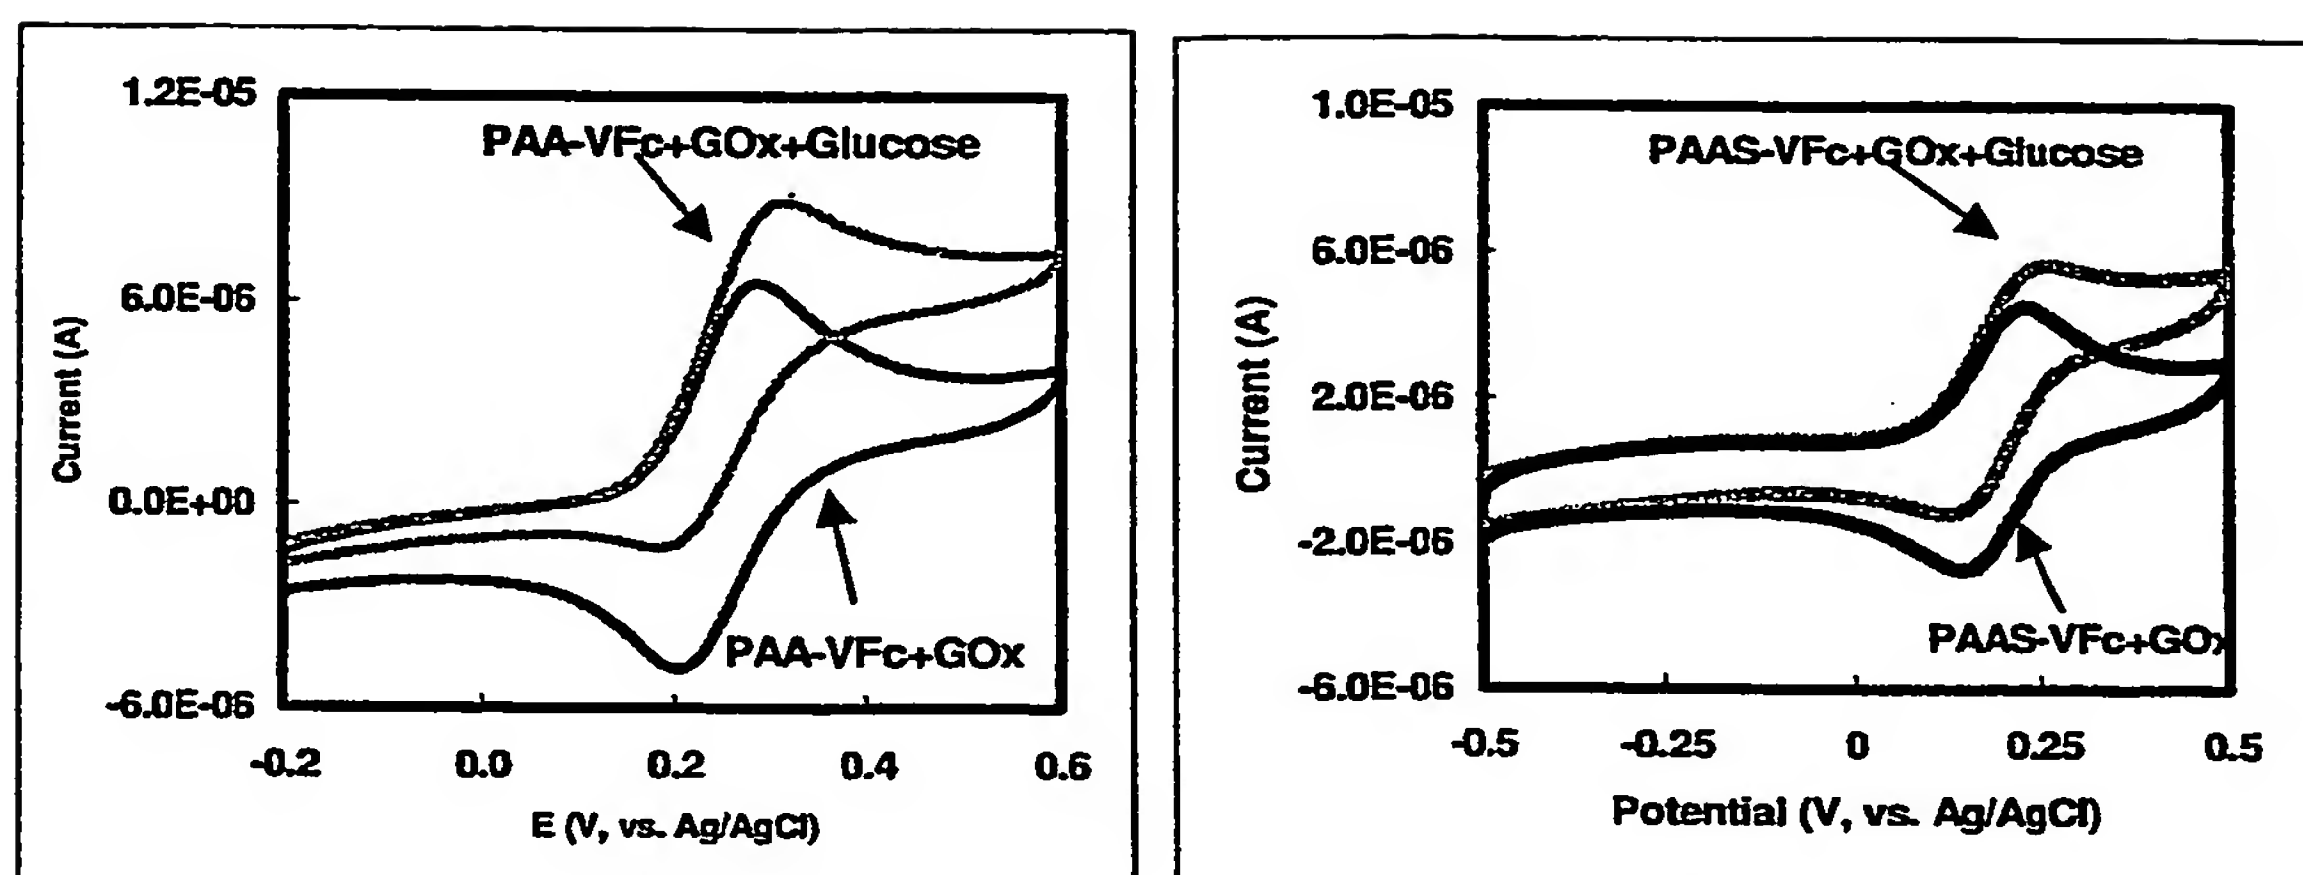 1.2E-05
PAA-VFc+GOx+Glucose
6.0E-06
Current (A)
0.0E+00
PAA-VFc+GOx
-6.0E-06
-0.2 0.0 0.2 0.4 0.6
E (V, vs. Ag/AgCl)
1.0E-05
PAAS-VFc+GOx+Glucose
6.0E-06
Current (A)
2.0E-06
-2.0E-06
PAAS-VFc+GOx
-6.0E-06
-0.5 -0.25 0 0.25 0.5
Potential (V, vs. Ag/AgCl)